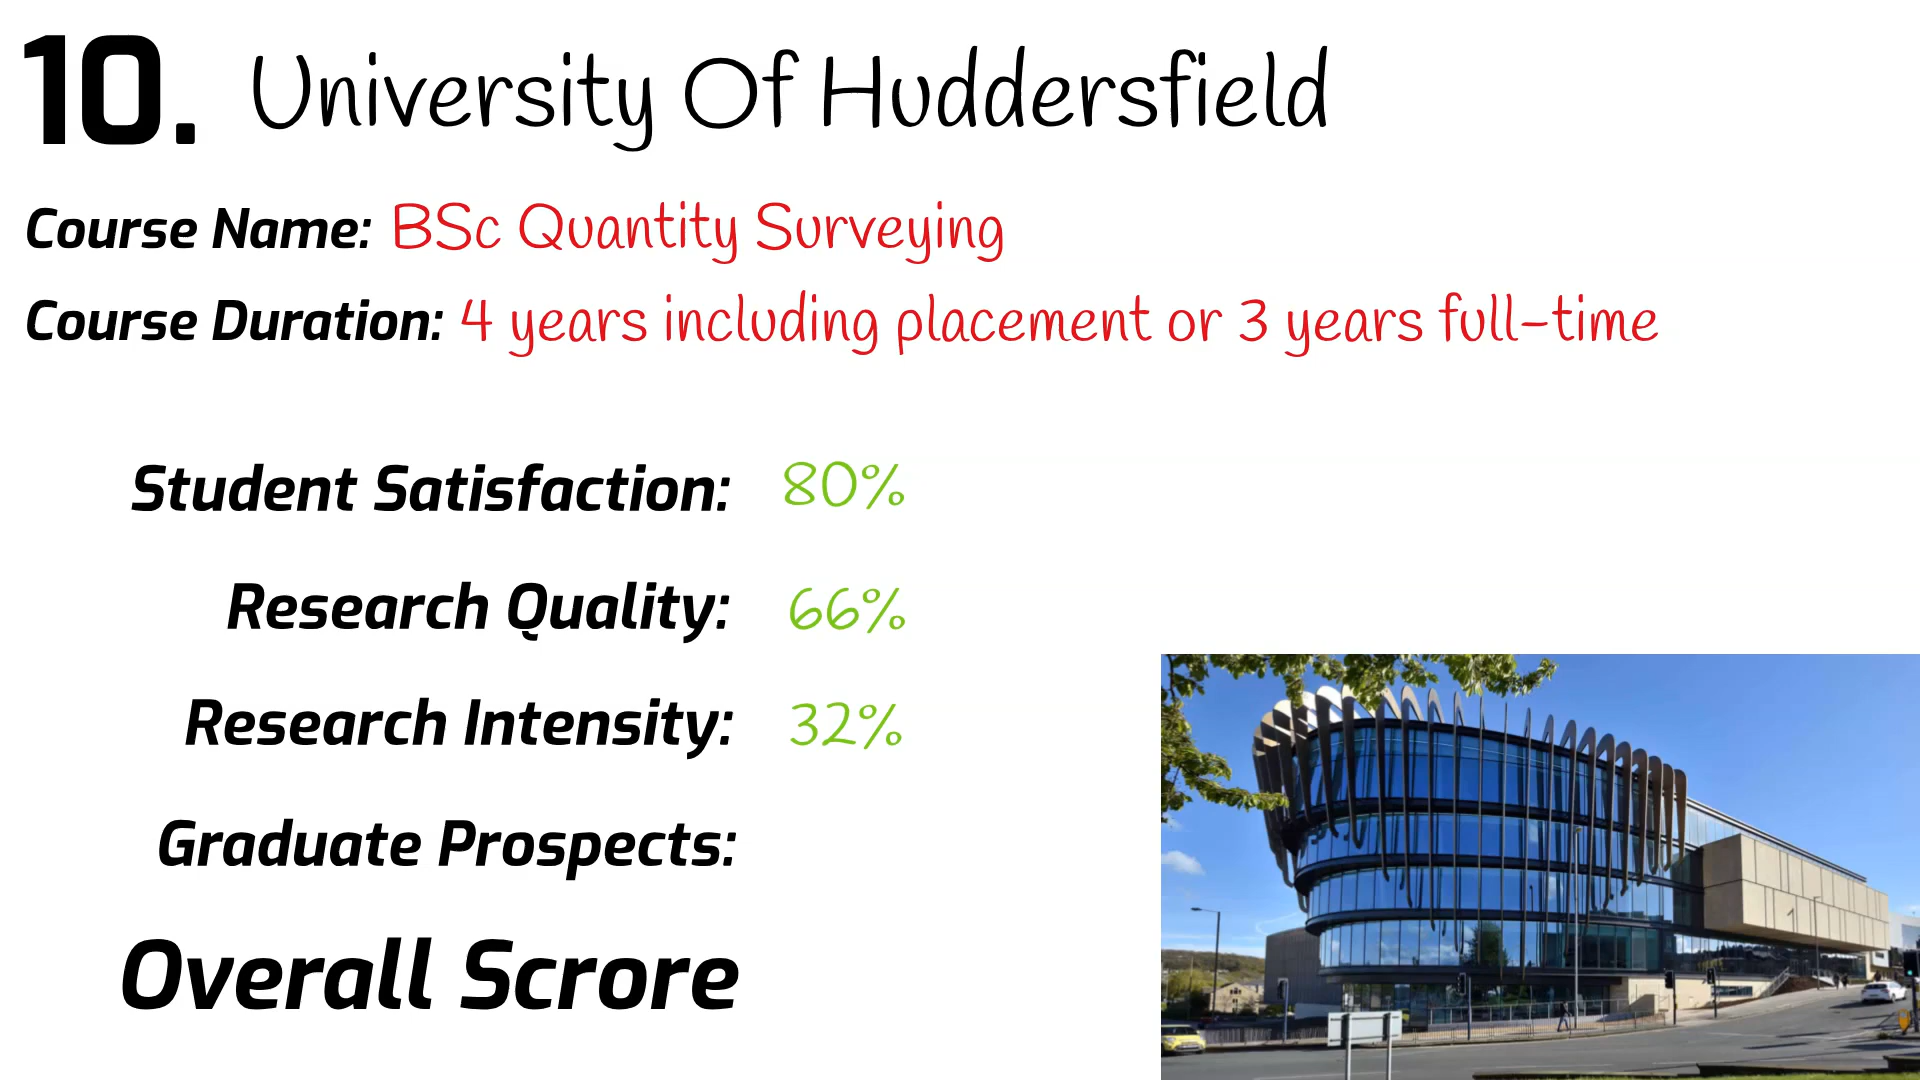 10. University Of Huddersfield
Course Name: BSc Quantity Surveying
Course Duration: 4 years including placement or 3 years full-time
Student Satisfaction: 80%
Research Quality: 66%
Research Intensity: 32%
Graduate Prospects:
Overall Scrore